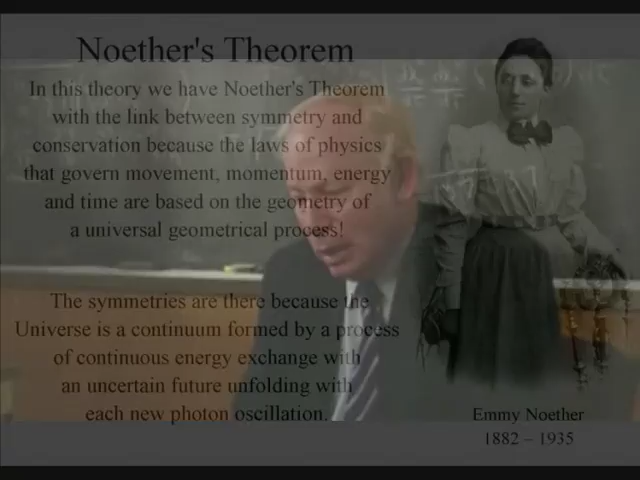 Noether's Theorem
In this theory we have Noether's Theorem
with the link between symmetry and
conservation because the laws of physics
that govern movement, momentum, energy
and time are based on the geometry of
a universal geometrical process!
The symmetries are there because the
Universe is a continuum formed by a process
of continuous energy exchange with
an uncertain future unfolding with
each new photon oscillation.
Emmy Noether
1882 – 1935